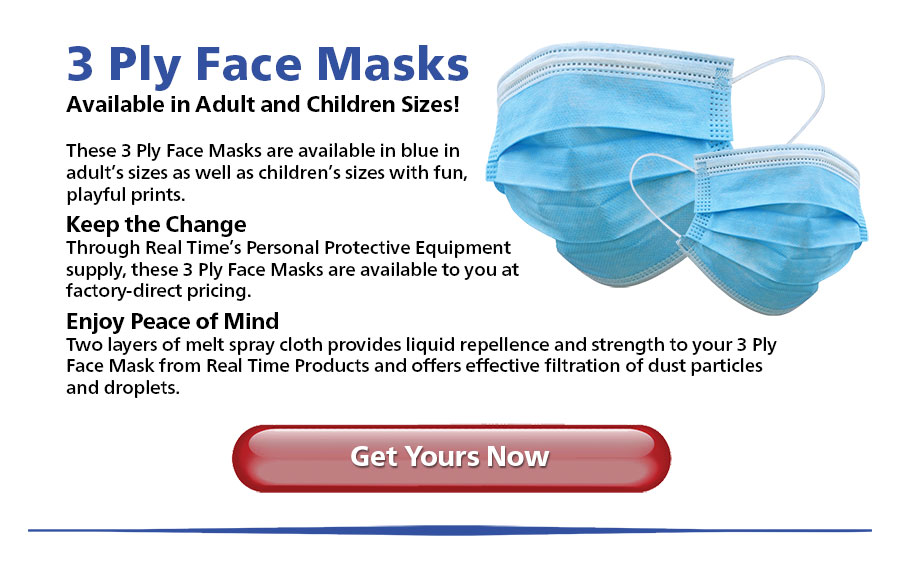 3 Ply Face Masks
Available in Adult and Children Sizes!
These 3 Ply Face Masks are available in blue in
adult’s sizes as well as children’s sizes with fun,
playful prints.
Keep the Change
Through Real Time’s Personal Protective Equipment
supply, these 3 Ply Face Masks are available to you at
factory-direct pricing.
Enjoy Peace of Mind
Two layers of melt spray cloth provides liquid repellence and strength to your 3 Ply
Face Mask from Real Time Products and offers effective filtration of dust particles
and droplets.
Get Yours Now